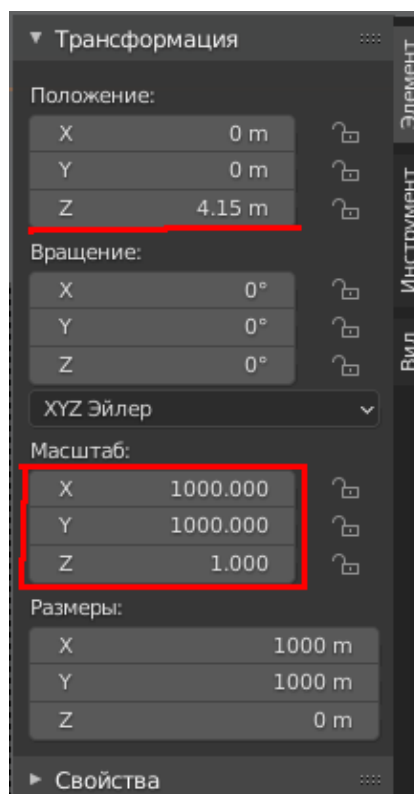 Трансформация
Положение:
X 0 m
Y 0 m
Z 4.15 m
Вращение:
X 0°
Y 0°
Z 0°
XYZ Эйлер
Масштаб:
X 1000.000
Y 1000.000
Z 1.000
Размеры:
X 1000 m
Y 1000 m
Z 0 m
Свойства
Элемент
Инструмент
Вид